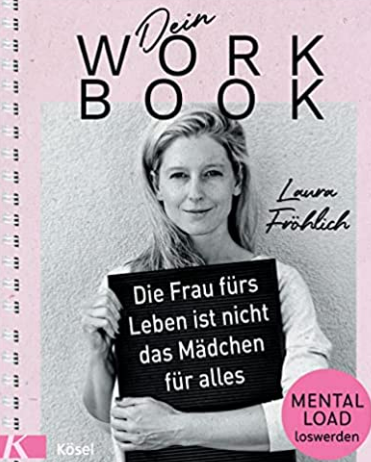 Dein
WORK
BOOK
Laura
Fröhlich
Die Frau fürs
Leben ist nicht
das Mädchen
für alles
MENTAL
LOAD
loswerden
K
Kösel